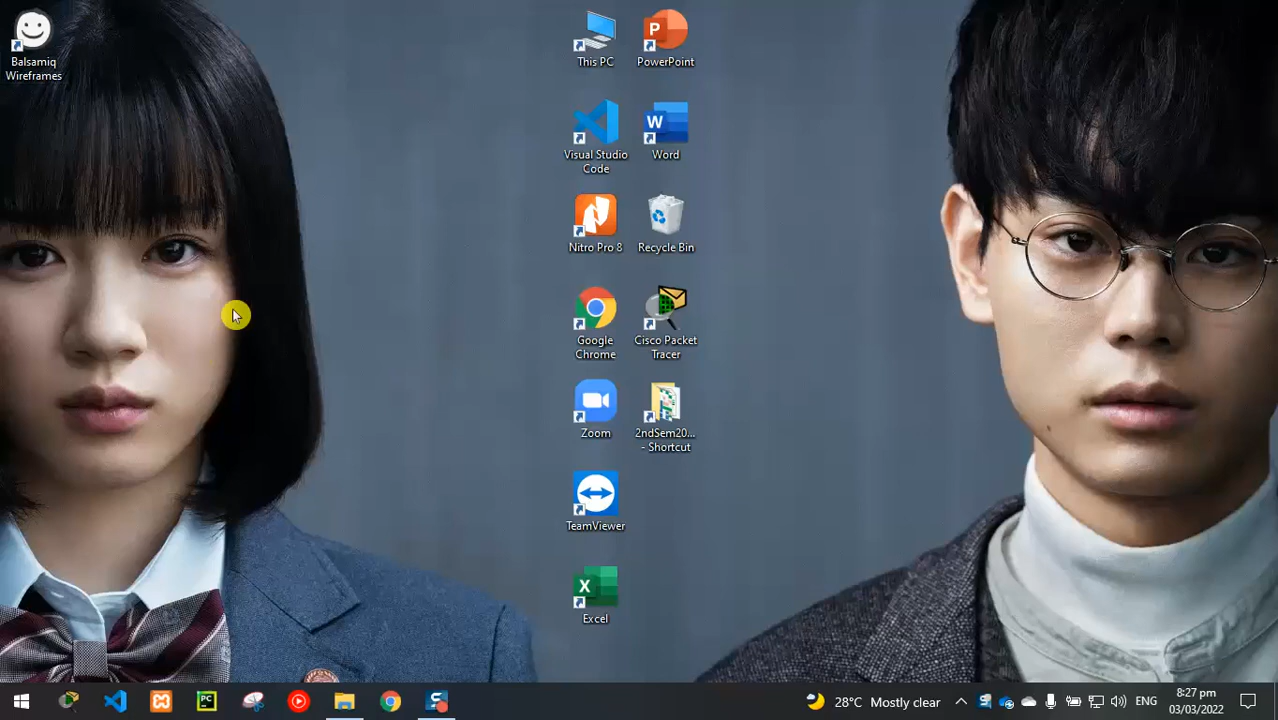 Balsamiq
Wireframes
This PC
PowerPoint
Visual Studio
Code
Word
Nitro Pro 8
Recycle Bin
Google
Chrome
Cisco Packet
Tracer
Zoom
2ndSem20...
- Shortcut
TeamViewer
Excel
28°C Mostly clear
ENG
8:27 pm
03/03/2022